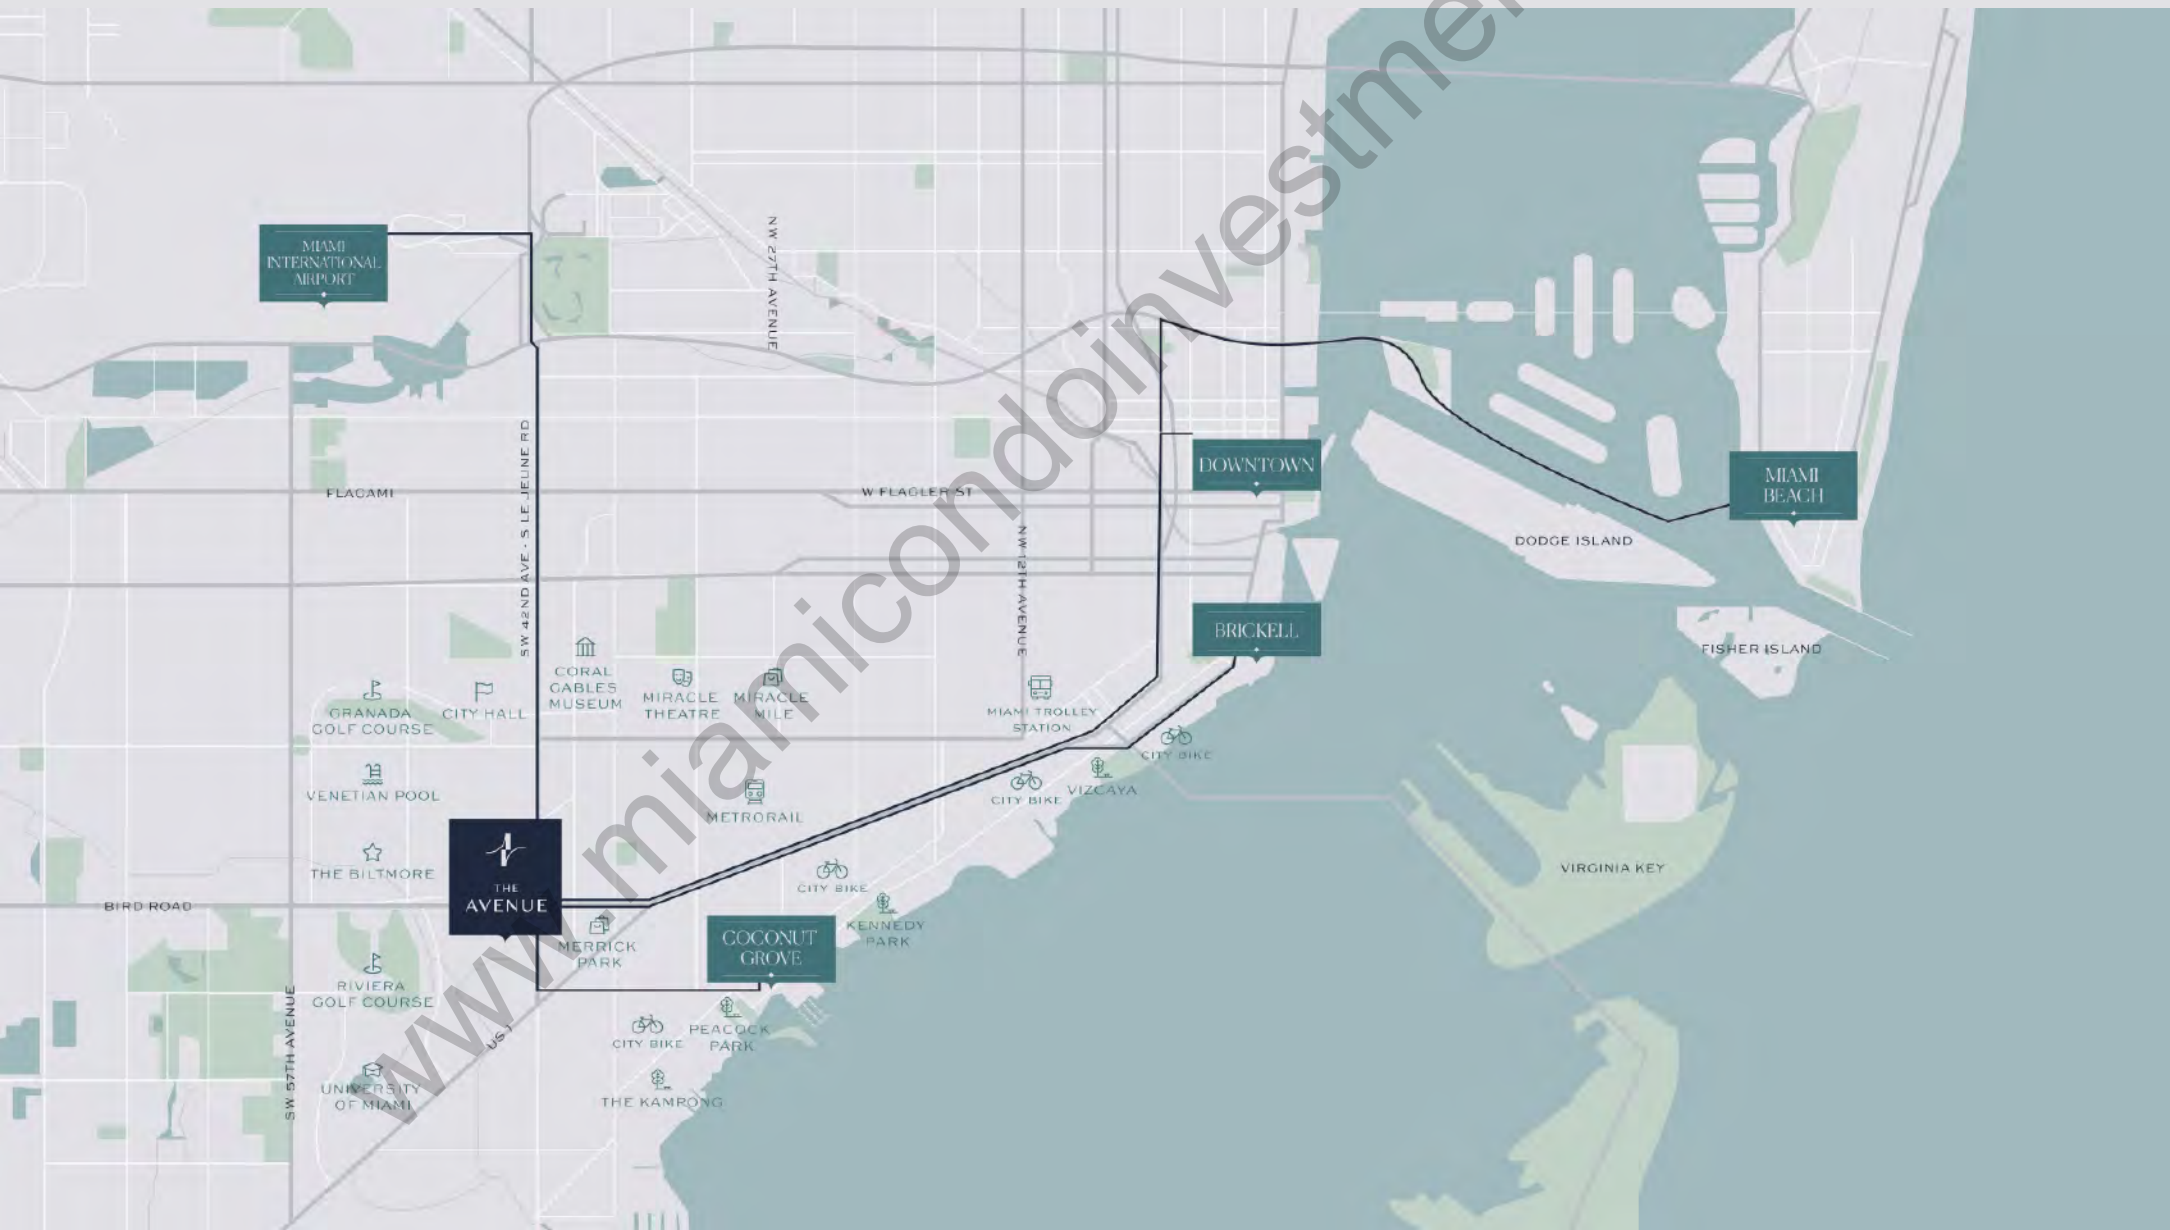 MIAMI
INTERNATIONAL
AIRPORT
NW 27TH AVENUE
SW 42ND AVE - S LE JEUNE RD
FLAGAMI
W FLAGLER ST
NW 12TH AVENUE
DOWNTOWN
MIAMI
BEACH
DODGE ISLAND
BRICKELL
FISHER ISLAND
CORAL
GABLES
MUSEUM
MIRACLE
THEATRE
MIRACLE
MILE
GRANADA
GOLF COURSE
CITY HALL
MIAMI TROLLEY
STATION
CITY BIKE
VENETIAN POOL
CITY BIKE
VIZCAYA
METRORAIL
THE BILTMORE
THE
AVENUE
CITY BIKE
VIRGINIA KEY
BIRD ROAD
MERRICK
PARK
COCONUT
GROVE
KENNEDY
PARK
RIVIERA
GOLF COURSE
SW 57TH AVENUE
US 1
CITY BIKE
PEACOCK
PARK
UNIVERSITY
OF MIAMI
THE KAMRONG
www.miamicondoinvestme